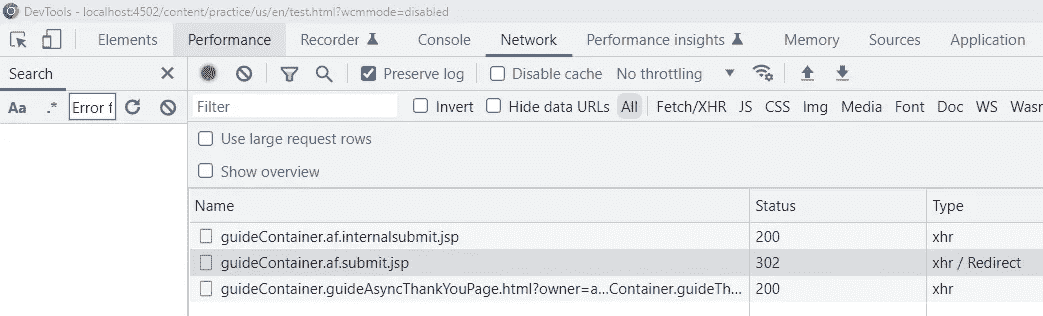 DevTools - localhost:4502/content/practice/us/en/test.html?wcmmode=disabled
Elements Performance Recorder Console Network Performance insights Memory Sources Application
Search Preserve log Disable cache No throttling
Aa .* Error f Filter Invert Hide data URLs All Fetch/XHR JS CSS Img Media Font Doc WS Wasm
Use large request rows
Show overview
Name Status Type
guideContainer.af.internalsubmit.jsp 200 xhr
guideContainer.af.submit.jsp 302 xhr / Redirect
guideContainer.guideAsyncThankYouPage.html?owner=a...Container.guideTh... 200 xhr